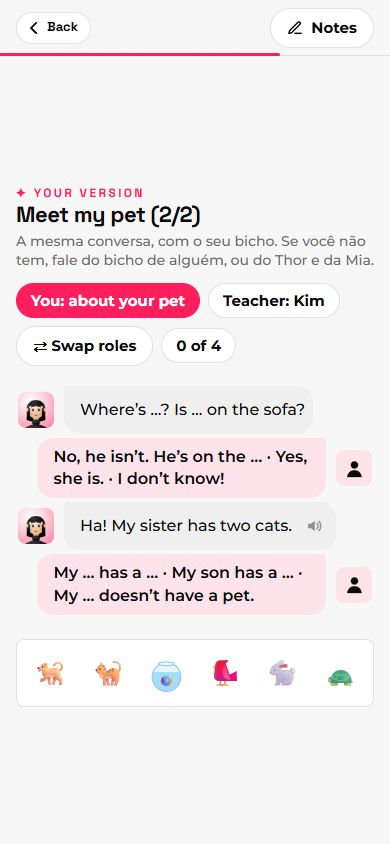 Back
Notes
YOUR VERSION
Meet my pet (2/2)
A mesma conversa, com o seu bicho. Se você não
tem, fale do bicho de alguém, ou do Thor e da Mia.
You: about your pet
Teacher: Kim
Swap roles
0 of 4
Where's ...? Is ... on the sofa?
No, he isn't. He's on the ... · Yes,
she is. · I don't know!
Ha! My sister has two cats.
My ... has a ... · My son has a ... ·
My ... doesn't have a pet.